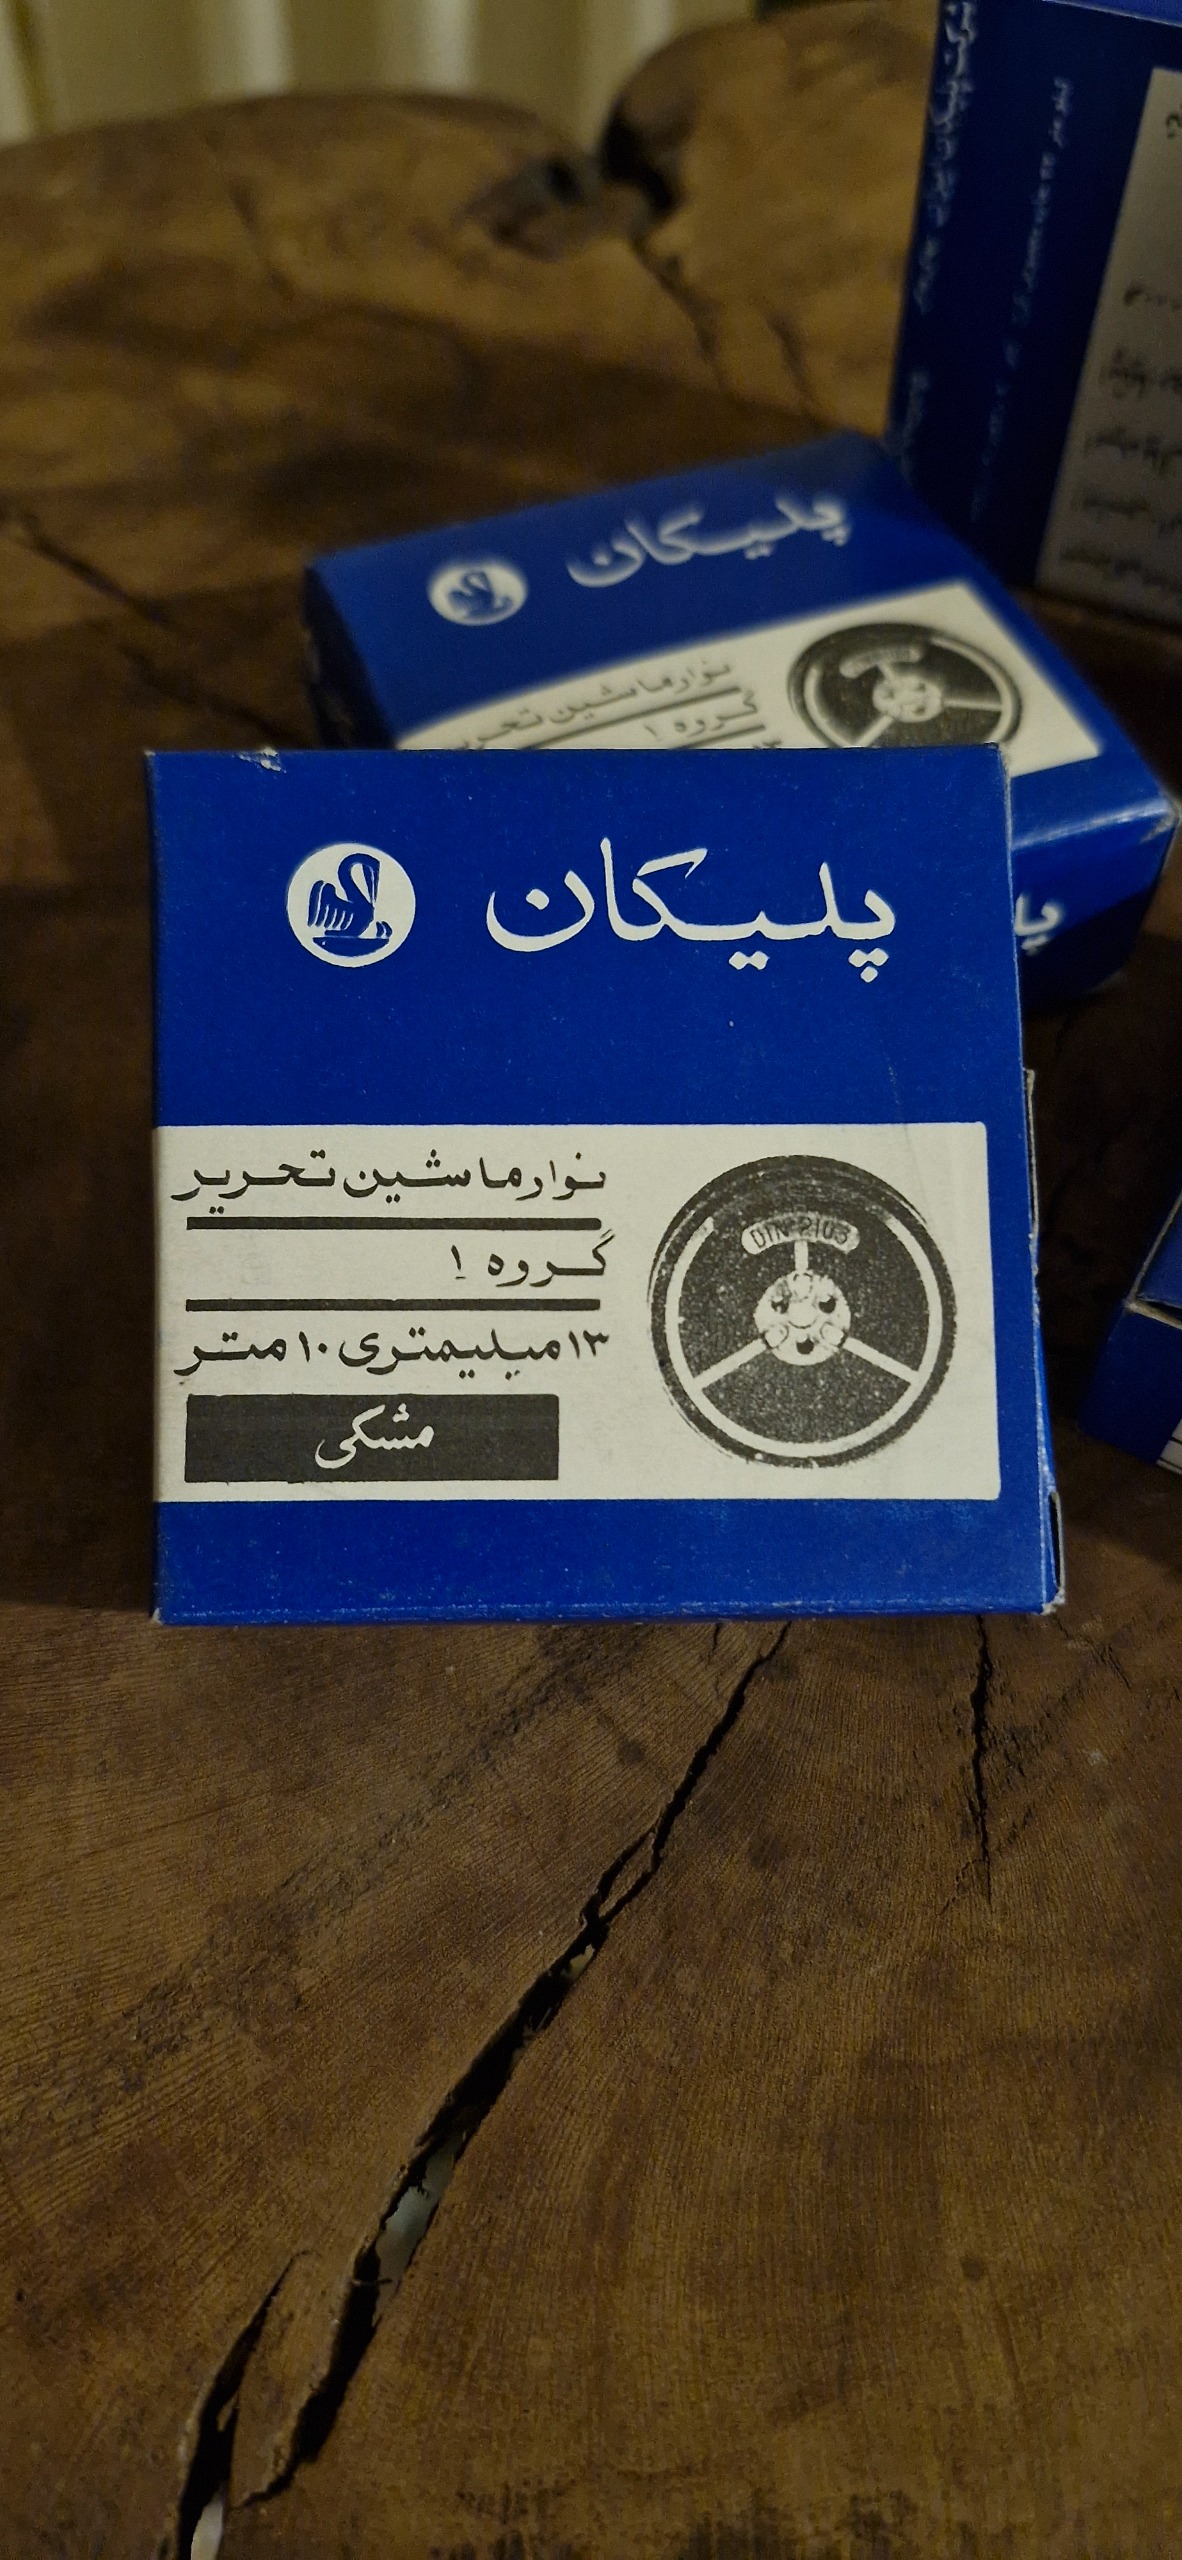 پلیکان
نوار ماشین تحریر
گروه ۱
پلیکان
نوار ماشین تحریر
گروه ۱
۱۳ میلیمتری ۱۰ متر
مشکی
DIN 2103